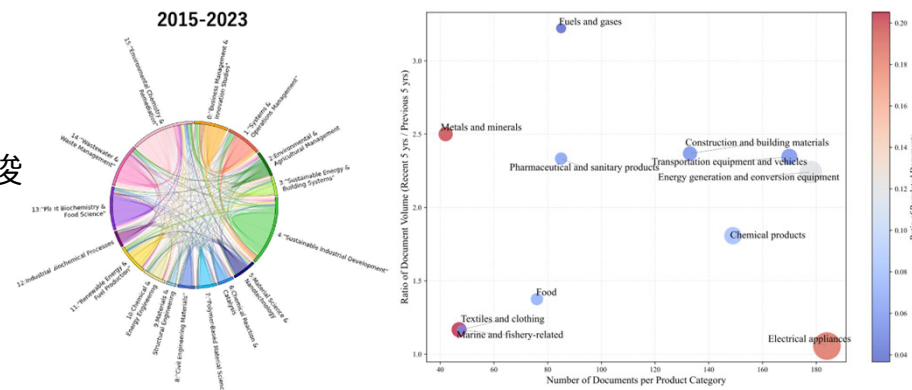 2015-2023
0:"Business Management &
Innovation Studies"
1:"Systems &
Operations Management"
2:Environmental &
Agricultural Management
3:"Sustainable Energy &
Building Systems"
4:"Sustainable Industrial Development"
5:Material Science &
Nanotechnology
6:Chemical Reaction &
Catalysis
7:"Polymer-Based Material Scienc
8:"Civil Engineering Materials"
9:Materials &
Structural Engineering
10:Chemical &
Energy Engineering
11:"Renewable Energy &
Fuel Production"
12:Industrial Biochemical Processes
13:"Plant Biochemistry &
Food Science"
14:"Wastewater &
Waste Management"
15:"Environmental Chemistry &
Remediation"
Ratio of Document Volume (Recent 5 yrs / Previous 5 yrs)
3.0
2.5
2.0
1.5
1.0
Fuels and gases
Metals and minerals
Construction and building materials
Pharmaceutical and sanitary products
Transportation equipment and vehicles
Energy generation and conversion equipment
Chemical products
Food
Textiles and clothing
Marine and fishery-related
Electrical appliances
40
60
80
100
120
140
160
180
Number of Documents per Product Category
0.20
0.18
0.16
0.14
0.12
0.10
0.08
0.06
0.04